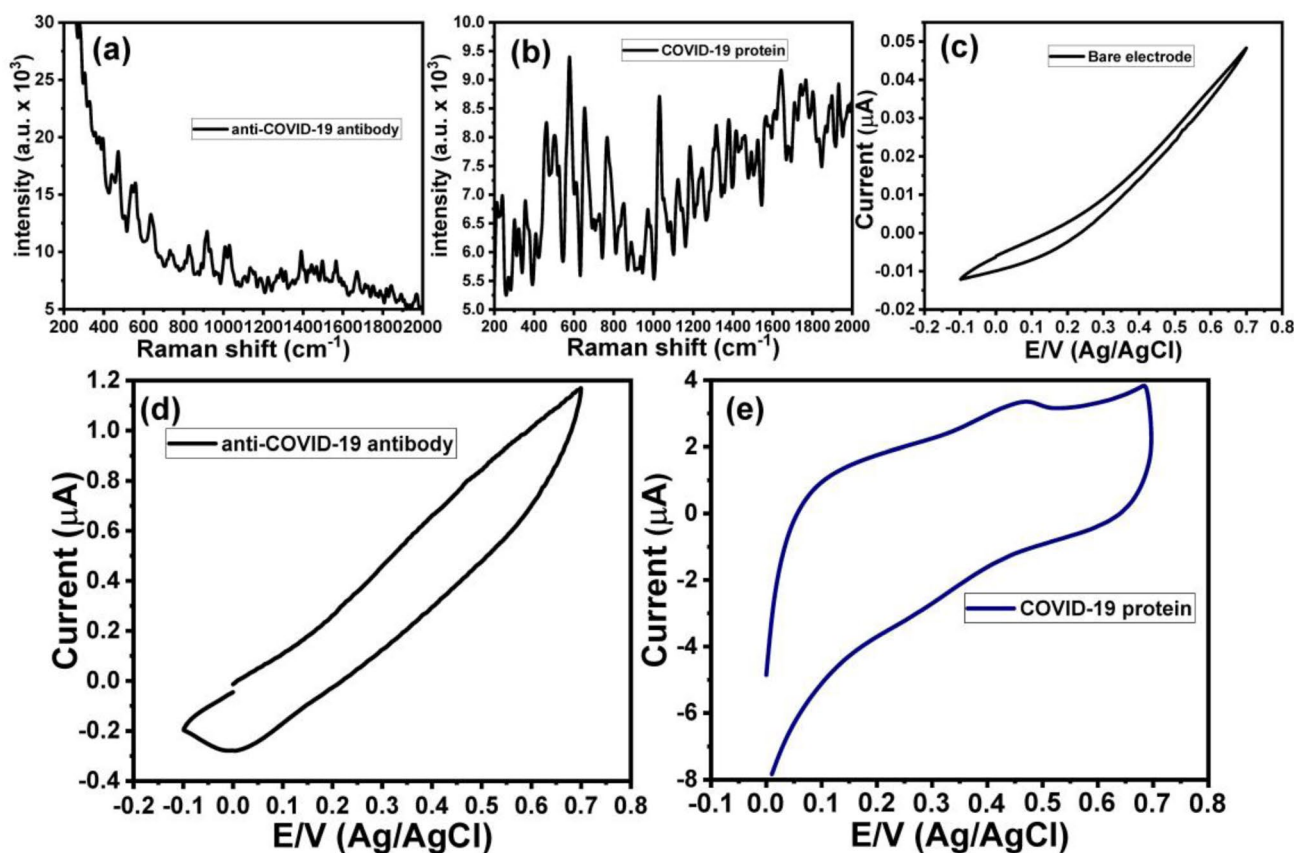 (a)
anti-COVID-19 antibody
intensity (a.u. x 10³)
30
25
20
15
10
5
200 400 600 800 1000 1200 1400 1600 1800 2000
Raman shift (cm⁻¹)
(b)
COVID-19 protein
intensity (a.u. x 10³)
10.0
9.5
9.0
8.5
8.0
7.5
7.0
6.5
6.0
5.5
5.0
200 400 600 800 1000 1200 1400 1600 1800 2000
Raman shift (cm⁻¹)
(c)
Bare electrode
Current (μA)
0.05
0.04
0.03
0.02
0.01
0.00
-0.01
-0.02
-0.2 -0.1 0.0 0.1 0.2 0.3 0.4 0.5 0.6 0.7 0.8
E/V (Ag/AgCl)
(d)
anti-COVID-19 antibody
Current (μA)
1.2
1.0
0.8
0.6
0.4
0.2
0.0
-0.2
-0.4
-0.2 -0.1 0.0 0.1 0.2 0.3 0.4 0.5 0.6 0.7 0.8
E/V (Ag/AgCl)
(e)
COVID-19 protein
Current (μA)
4
2
0
-2
-4
-6
-8
-0.1 0.0 0.1 0.2 0.3 0.4 0.5 0.6 0.7 0.8
E/V (Ag/AgCl)